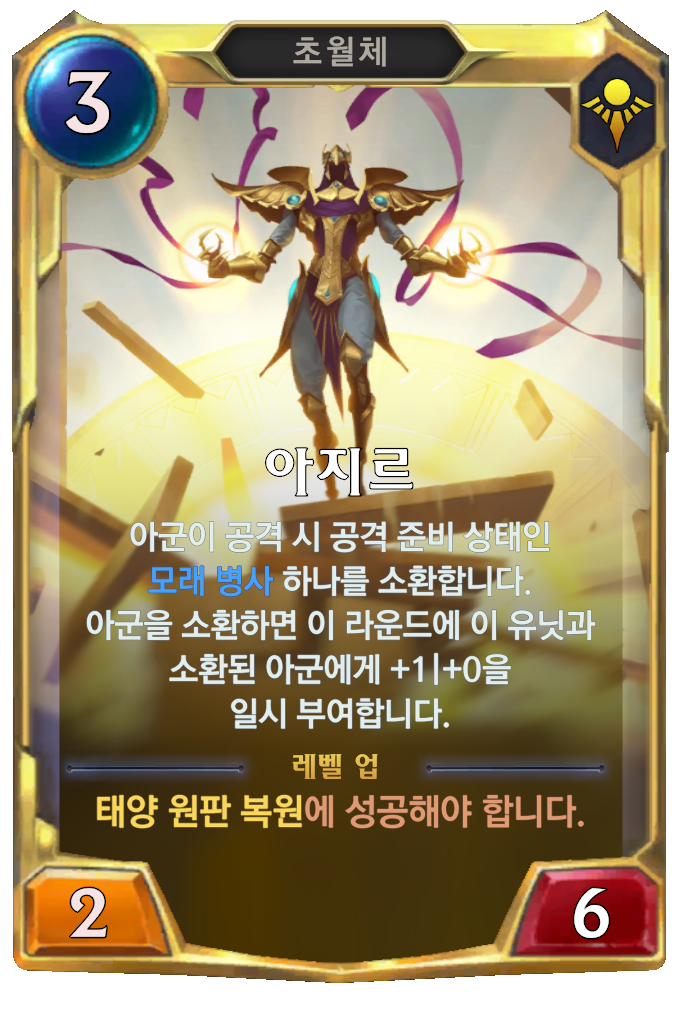 초월체
3
아지르
아군이 공격 시 공격 준비 상태인
모래 병사 하나를 소환합니다.
아군을 소환하면 이 라운드에 이 유닛과
소환된 아군에게 +1|+0을
일시 부여합니다.
레벨 업
태양 원판 복원에 성공해야 합니다.
2
6